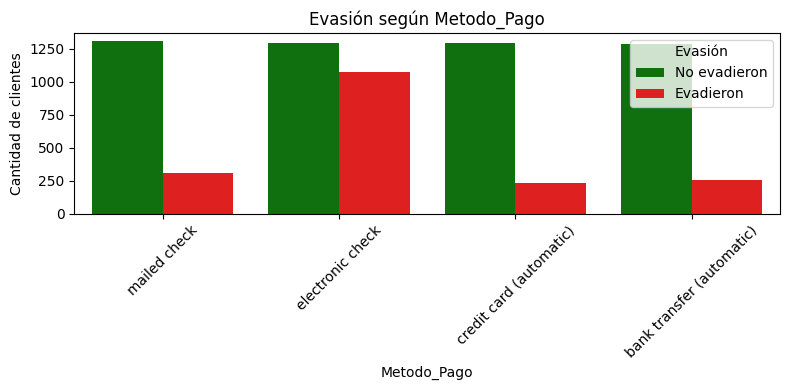 Evasión según Metodo_Pago
Cantidad de clientes
1250
1000
750
500
250
0
Evasión
No evadieron
Evadieron
mailed check
electronic check
credit card (automatic)
bank transfer (automatic)
Metodo_Pago